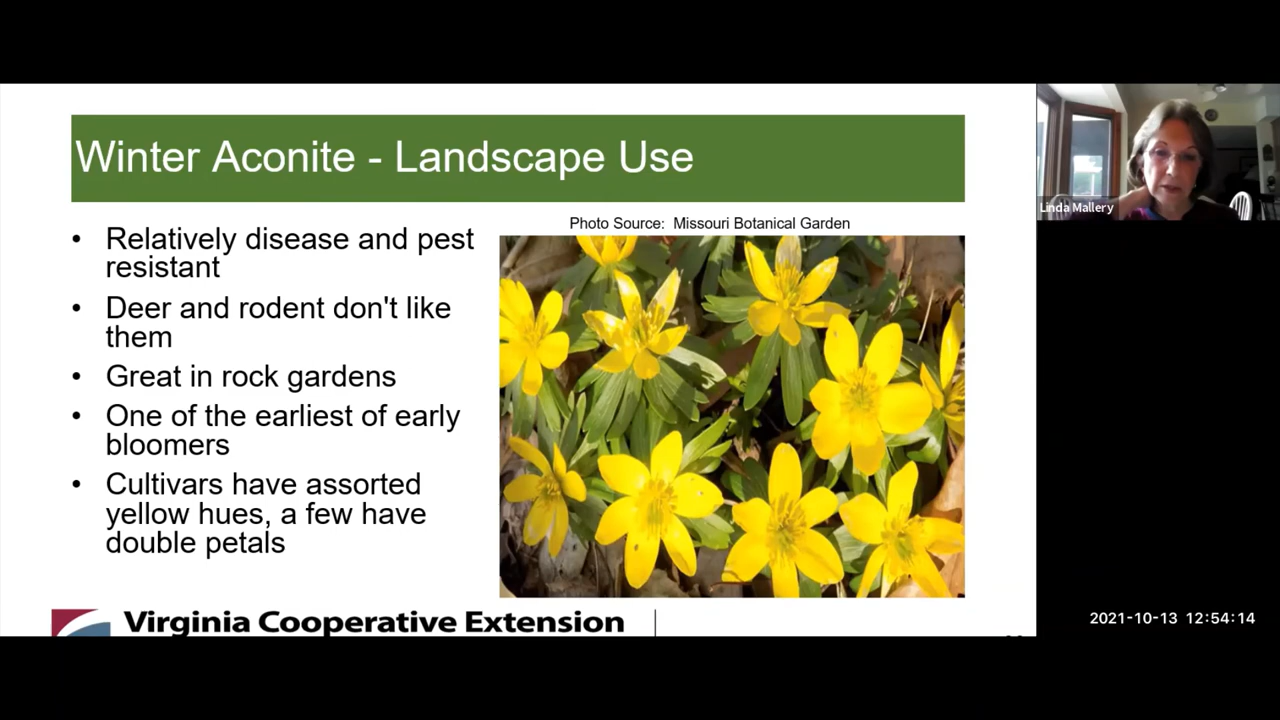 Winter Aconite - Landscape Use
Photo Source: Missouri Botanical Garden
• Relatively disease and pest
resistant
• Deer and rodent don't like
them
• Great in rock gardens
• One of the earliest of early
bloomers
• Cultivars have assorted
yellow hues, a few have
double petals
Virginia Cooperative Extension
Linda Mallery
2021-10-13 12:54:14